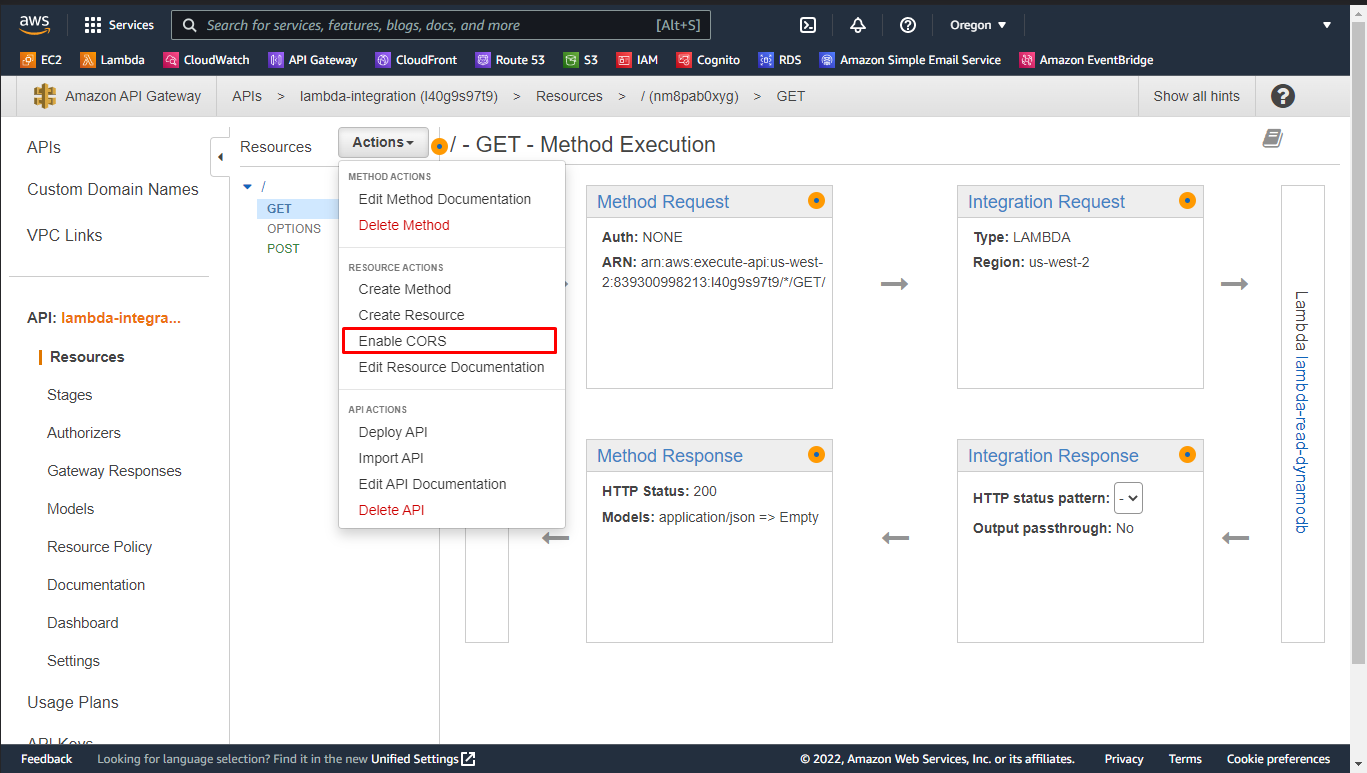 aws
Services
Search for services, features, blogs, docs, and more
[Alt+S]
Oregon
EC2
Lambda
CloudWatch
API Gateway
CloudFront
Route 53
S3
IAM
Cognito
RDS
Amazon Simple Email Service
Amazon EventBridge
Amazon API Gateway
APIs > lambda-integration (l40g9s97t9) > Resources > / (nm8pab0xyg) > GET
Show all hints
?
APIs
Custom Domain Names
VPC Links
API: lambda-integra...
Resources
Stages
Authorizers
Gateway Responses
Models
Resource Policy
Documentation
Dashboard
Settings
Usage Plans
API Keys
Resources
Actions
/
GET
OPTIONS
POST
METHOD ACTIONS
Edit Method Documentation
Delete Method
RESOURCE ACTIONS
Create Method
Create Resource
Enable CORS
Edit Resource Documentation
API ACTIONS
Deploy API
Import API
Edit API Documentation
Delete API
/ - GET - Method Execution
Method Request
Auth: NONE
ARN: arn:aws:execute-api:us-west-
2:839300998213:l40g9s97t9/*/GET/
Integration Request
Type: LAMBDA
Region: us-west-2
Method Response
HTTP Status: 200
Models: application/json => Empty
Integration Response
HTTP status pattern: -
Output passthrough: No
Lambda lambda-read-dynamodb
Feedback
Looking for language selection? Find it in the new Unified Settings
© 2022, Amazon Web Services, Inc. or its affiliates.
Privacy
Terms
Cookie preferences